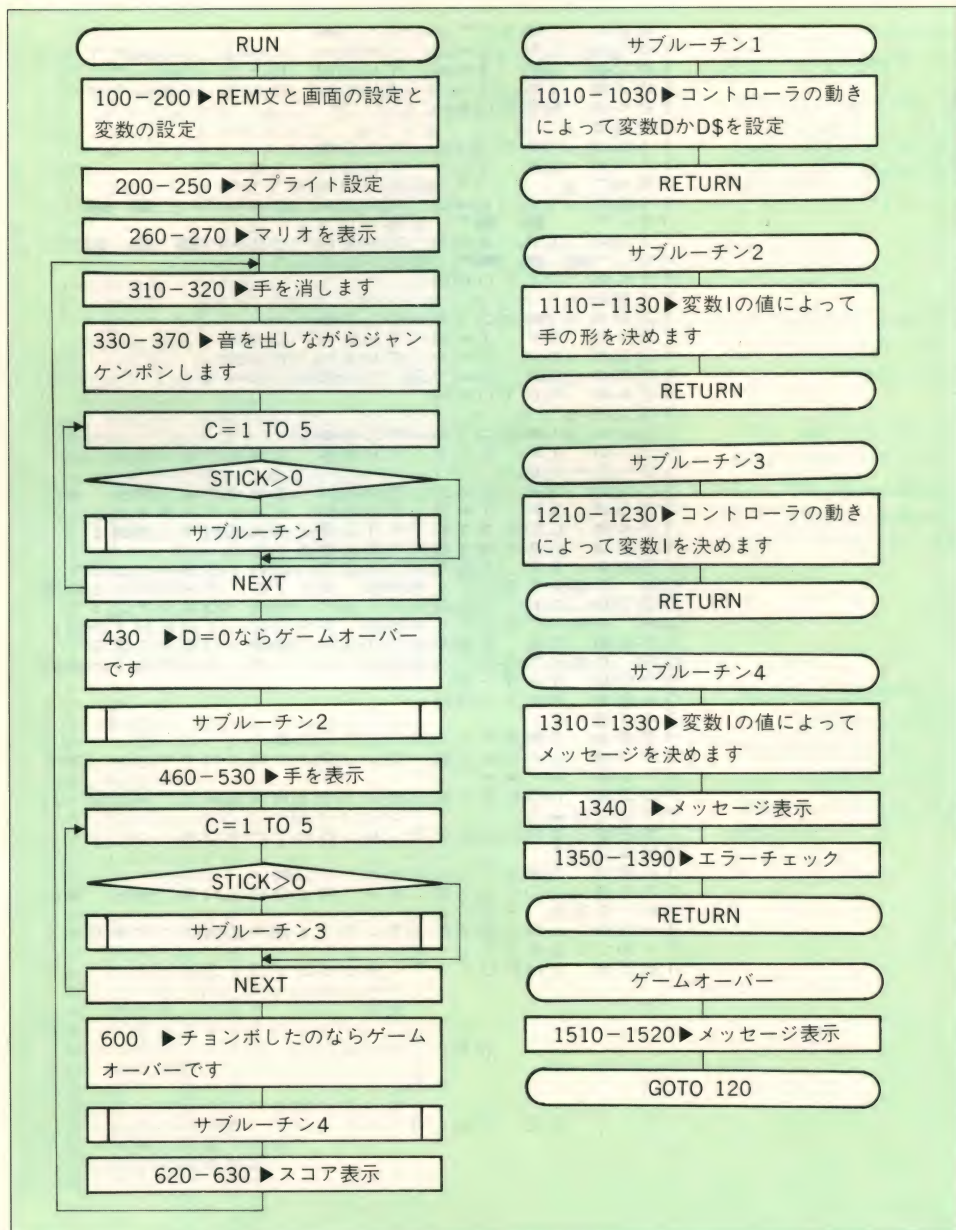 RUN
100-200▶REM文と画面の設定と
変数の設定
200-250▶スプライト設定
260-270▶マリオを表示
310-320▶手を消します
330-370▶音を出しながらジャン
ケンポンします
C=1 TO 5
STICK>0
サブルーチン1
NEXT
430 ▶D=0ならゲームオーバー
です
サブルーチン2
460-530▶手を表示
C=1 TO 5
STICK>0
サブルーチン3
NEXT
600 ▶チョンボしたのならゲーム
オーバーです
サブルーチン4
620-630▶スコア表示
サブルーチン1
1010-1030▶コントローラの動き
によって変数DかD$を設定
RETURN
サブルーチン2
1110-1130▶変数Iの値によって
手の形を決めます
RETURN
サブルーチン3
1210-1230▶コントローラの動き
によって変数Iを決めます
RETURN
サブルーチン4
1310-1330▶変数Iの値によって
メッセージを決めます
1340 ▶メッセージ表示
1350-1390▶エラーチェック
RETURN
ゲームオーバー
1510-1520▶メッセージ表示
GOTO 120